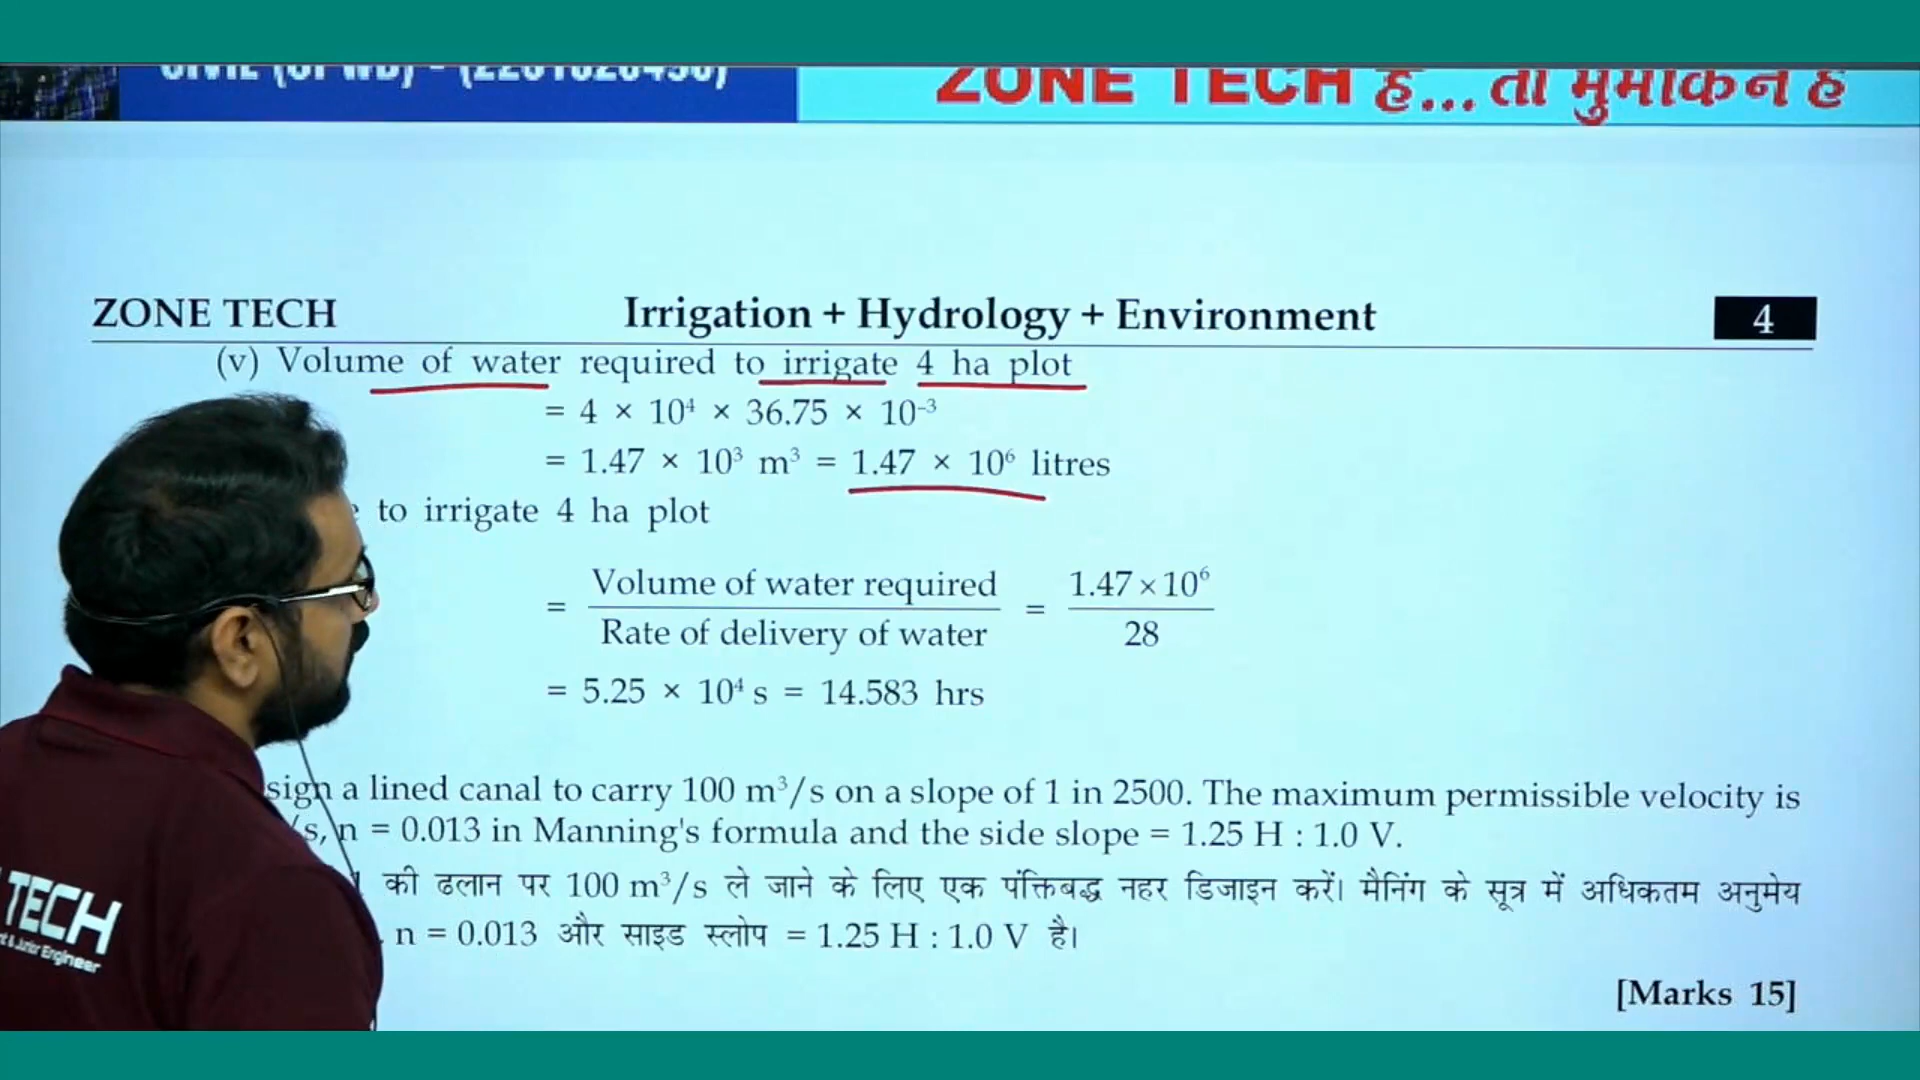 ZONE TECH है... तो मुमकिन है
ZONE TECH Irrigation + Hydrology + Environment 4
(v) Volume of water required to irrigate 4 ha plot
= 4 × 10⁴ × 36.75 × 10⁻³
= 1.47 × 10³ m³ = 1.47 × 10⁶ litres
to irrigate 4 ha plot
= Volume of water required / Rate of delivery of water = 1.47×10⁶ / 28
= 5.25 × 10⁴ s = 14.583 hrs
sign a lined canal to carry 100 m³/s on a slope of 1 in 2500. The maximum permissible velocity is
/s, n = 0.013 in Manning's formula and the side slope = 1.25 H : 1.0 V.
की ढलान पर 100 m³/s ले जाने के लिए एक पंक्तिबद्ध नहर डिजाइन करें। मैनिंग के सूत्र में अधिकतम अनुमेय
n = 0.013 और साइड स्लोप = 1.25 H : 1.0 V है।
[Marks 15]
TECH
& Junior Engineer